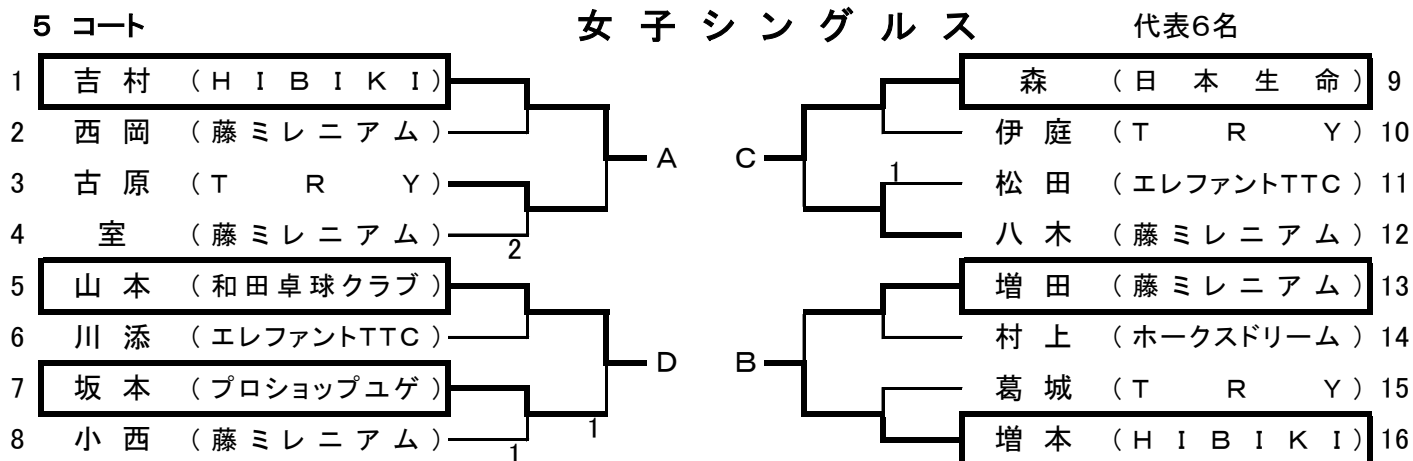 5 コート 女子シングルス 代表6名
1 吉村 (HIBIKI) 森 (日本生命) 9
2 西岡 (藤ミレニアム) 伊庭 (TRY) 10
A C
3 古原 (TRY) 1 松田 (エレファントTTC) 11
4 室 (藤ミレニアム) 2 八木 (藤ミレニアム) 12
5 山本 (和田卓球クラブ) 増田 (藤ミレニアム) 13
6 川添 (エレファントTTC) 村上 (ホークスドリーム) 14
D B
7 坂本 (プロショップユゲ) 1 葛城 (TRY) 15
8 小西 (藤ミレニアム) 1 増本 (HIBIKI) 16